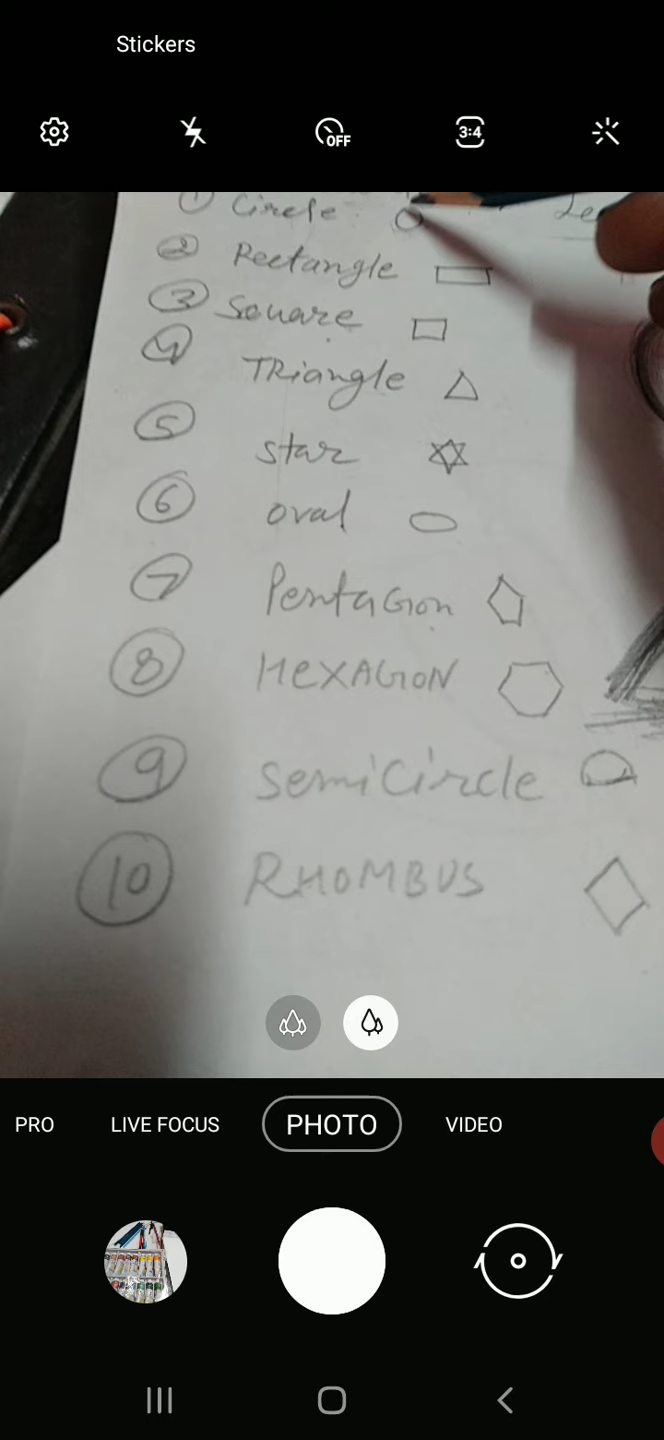 Stickers
OFF 3:4
① Circle
② Rectangle
③ Square
④ Triangle
⑤ star
⑥ oval
⑦ Pentagon
⑧ HEXAGON
⑨ SemiCircle
⑩ RHOMBUS
PRO LIVE FOCUS PHOTO VIDEO